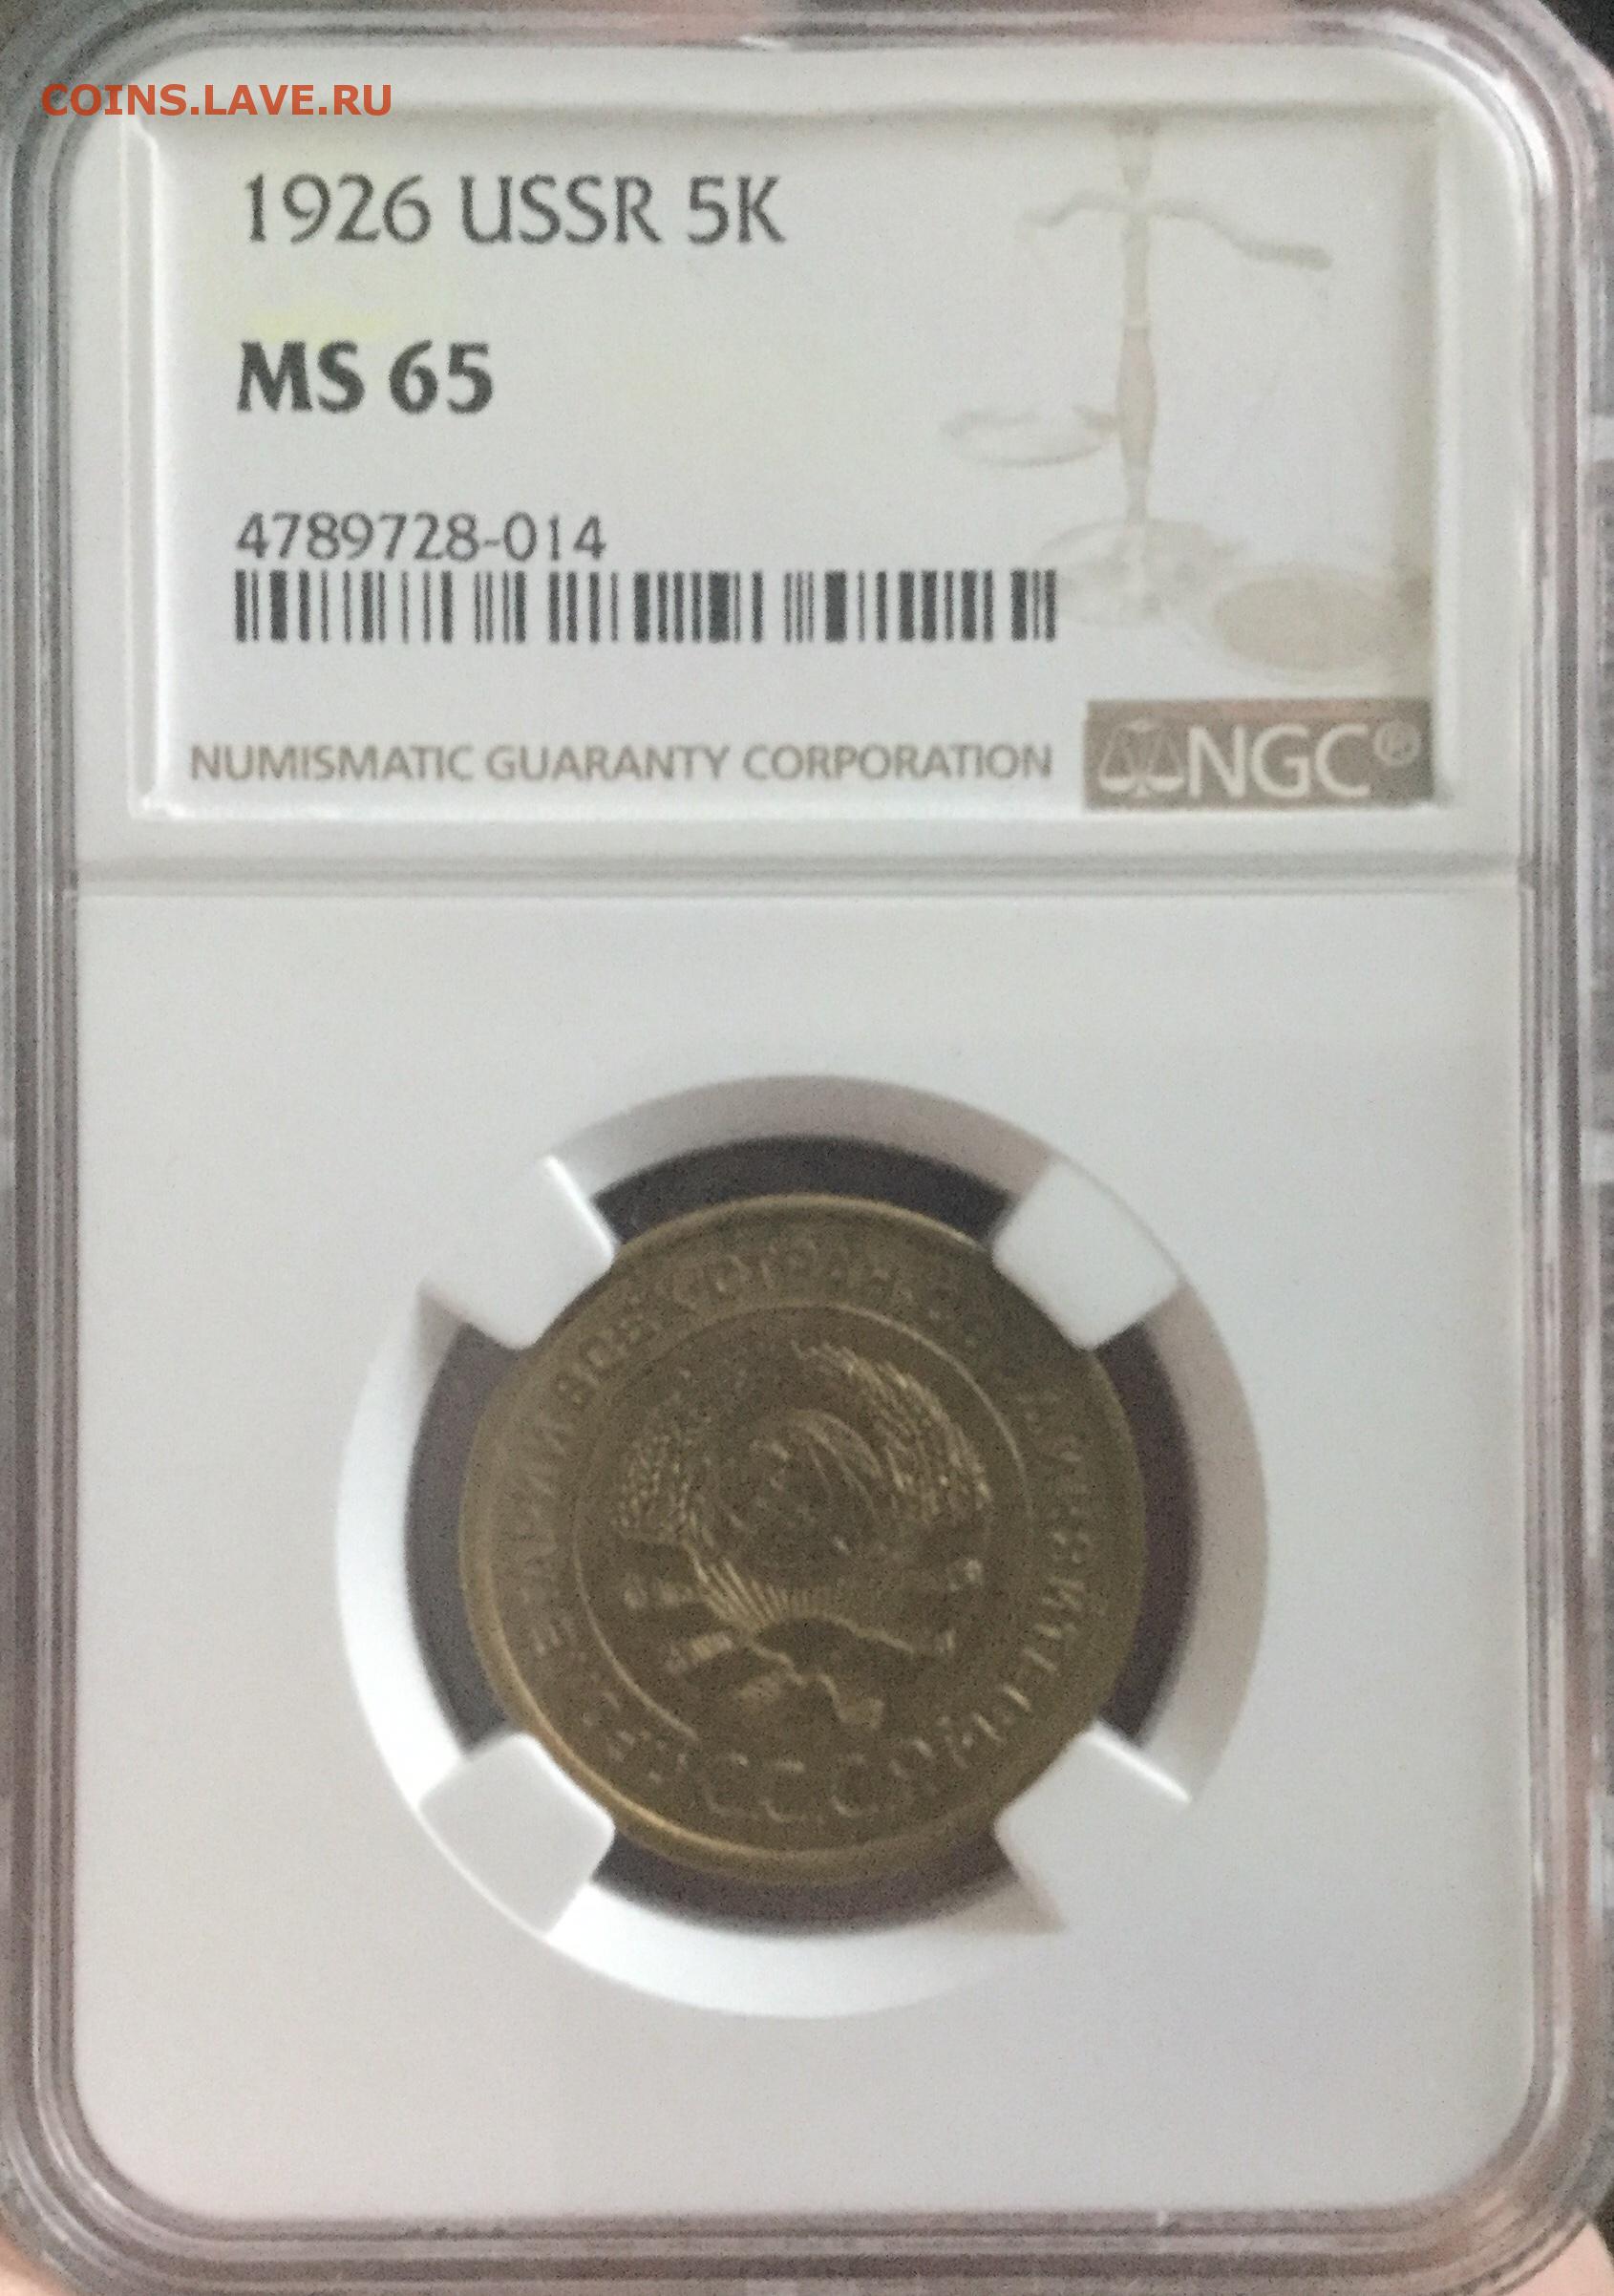 COINS.LAVE.RU
1926 USSR 5K
MS 65
4789728-014
NUMISMATIC GUARANTY CORPORATION
NGC®